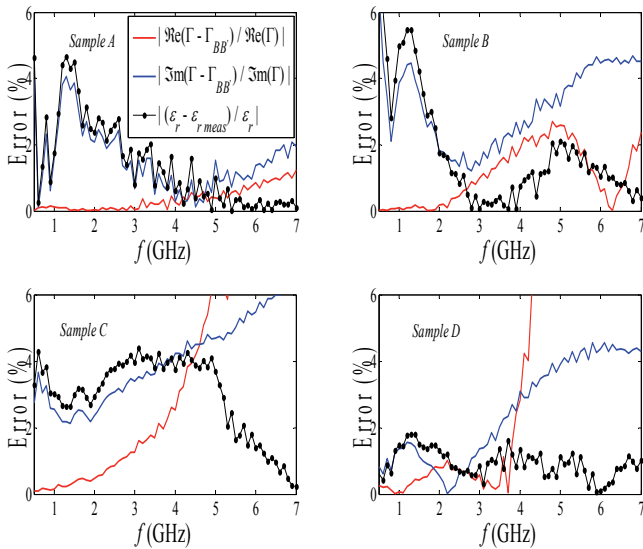 6
4
2
0
Error (%)
Sample A
| ℜe(Γ - Γ_BB) / ℜe(Γ) |
| ℑm(Γ - Γ_BB) / ℑm(Γ) |
| (ε_r - ε_r meas) / ε_r |
1 2 3 4 5 6 7
f (GHz)
6
4
2
0
Error (%)
Sample B
1 2 3 4 5 6 7
f (GHz)
6
4
2
0
Error (%)
Sample C
1 2 3 4 5 6 7
f (GHz)
6
4
2
0
Error (%)
Sample D
1 2 3 4 5 6 7
f (GHz)